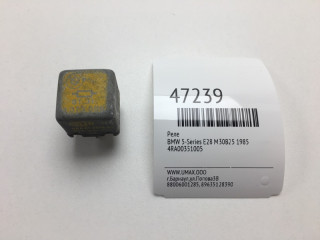 47239
Реле
BMW 5-Series E28 M30B25 1985
4RA00331005
WWW.UMAX.OOO
г.Барнаул,ул.Попова38
88006001285,89635128390